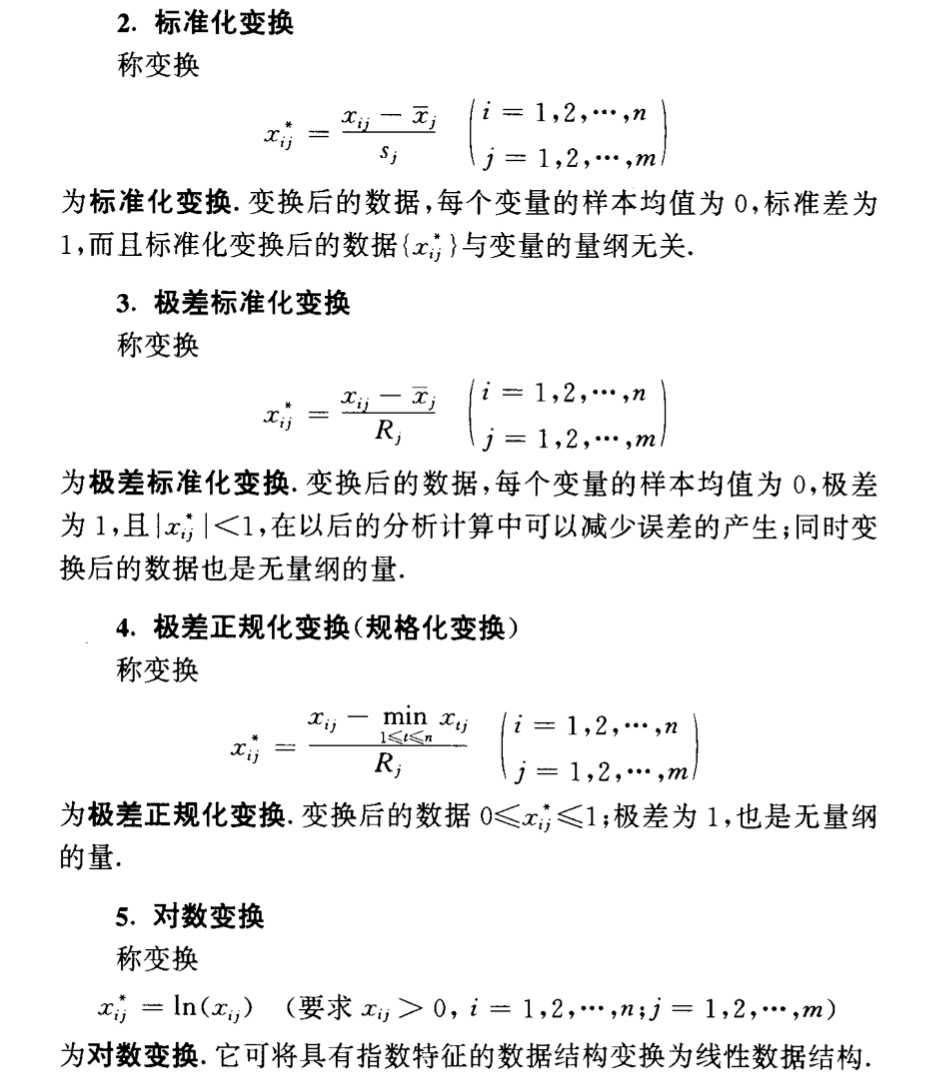 2. 标准化变换
称变换
$x_{ij}^{*} = \frac{x_{ij} - \overline{x}_j}{s_j} \quad \begin{pmatrix} i = 1,2,\cdots,n \\ j = 1,2,\cdots,m \end{pmatrix}$
为标准化变换. 变换后的数据,每个变量的样本均值为 0,标准差为
1,而且标准化变换后的数据{$x_{ij}^{*}$}与变量的量纲无关.
3. 极差标准化变换
称变换
$x_{ij}^{*} = \frac{x_{ij} - \overline{x}_j}{R_j} \quad \begin{pmatrix} i = 1,2,\cdots,n \\ j = 1,2,\cdots,m \end{pmatrix}$
为极差标准化变换. 变换后的数据,每个变量的样本均值为 0,极差
为 1,且|$x_{ij}^{*}$|<1,在以后的分析计算中可以减少误差的产生;同时变
换后的数据也是无量纲的量.
4. 极差正规化变换(规格化变换)
称变换
$x_{ij}^{*} = \frac{x_{ij} - \min\limits_{1 \leqslant t \leqslant n} x_{tj}}{R_j} \quad \begin{pmatrix} i = 1,2,\cdots,n \\ j = 1,2,\cdots,m \end{pmatrix}$
为极差正规化变换. 变换后的数据 0≤$x_{ij}^{*}$≤1;极差为 1,也是无量纲
的量.
5. 对数变换
称变换
$x_{ij}^{*} = \ln(x_{ij})$ (要求 $x_{ij} > 0$, $i = 1,2,\cdots,n; j = 1,2,\cdots,m$)
为对数变换. 它可将具有指数特征的数据结构变换为线性数据结构.